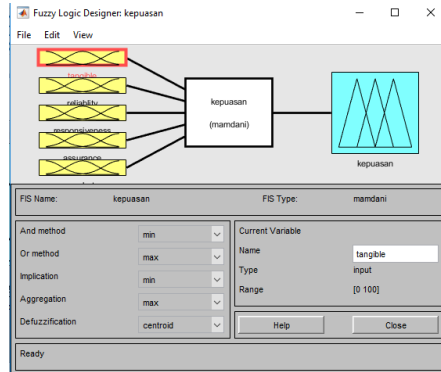 Fuzzy Logic Designer: kepuasan
File Edit View
tangible
reliablity
responsiveness
assurance
kepuasan
(mamdani)
kepuasan
FIS Name: kepuasan FIS Type: mamdani
And method min
Or method max
Implication min
Aggregation max
Defuzzification centroid
Current Variable
Name tangible
Type input
Range [0 100]
Help Close
Ready